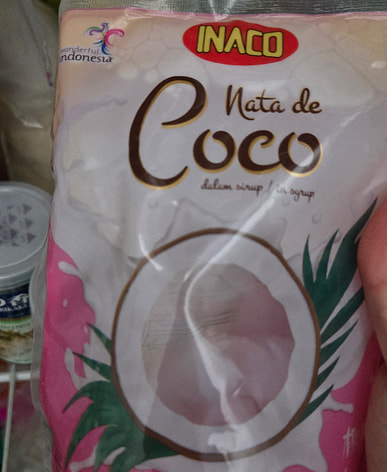 INACO
wonderful
indonesia
Nata de
Coco
dalam sirup / in syrup